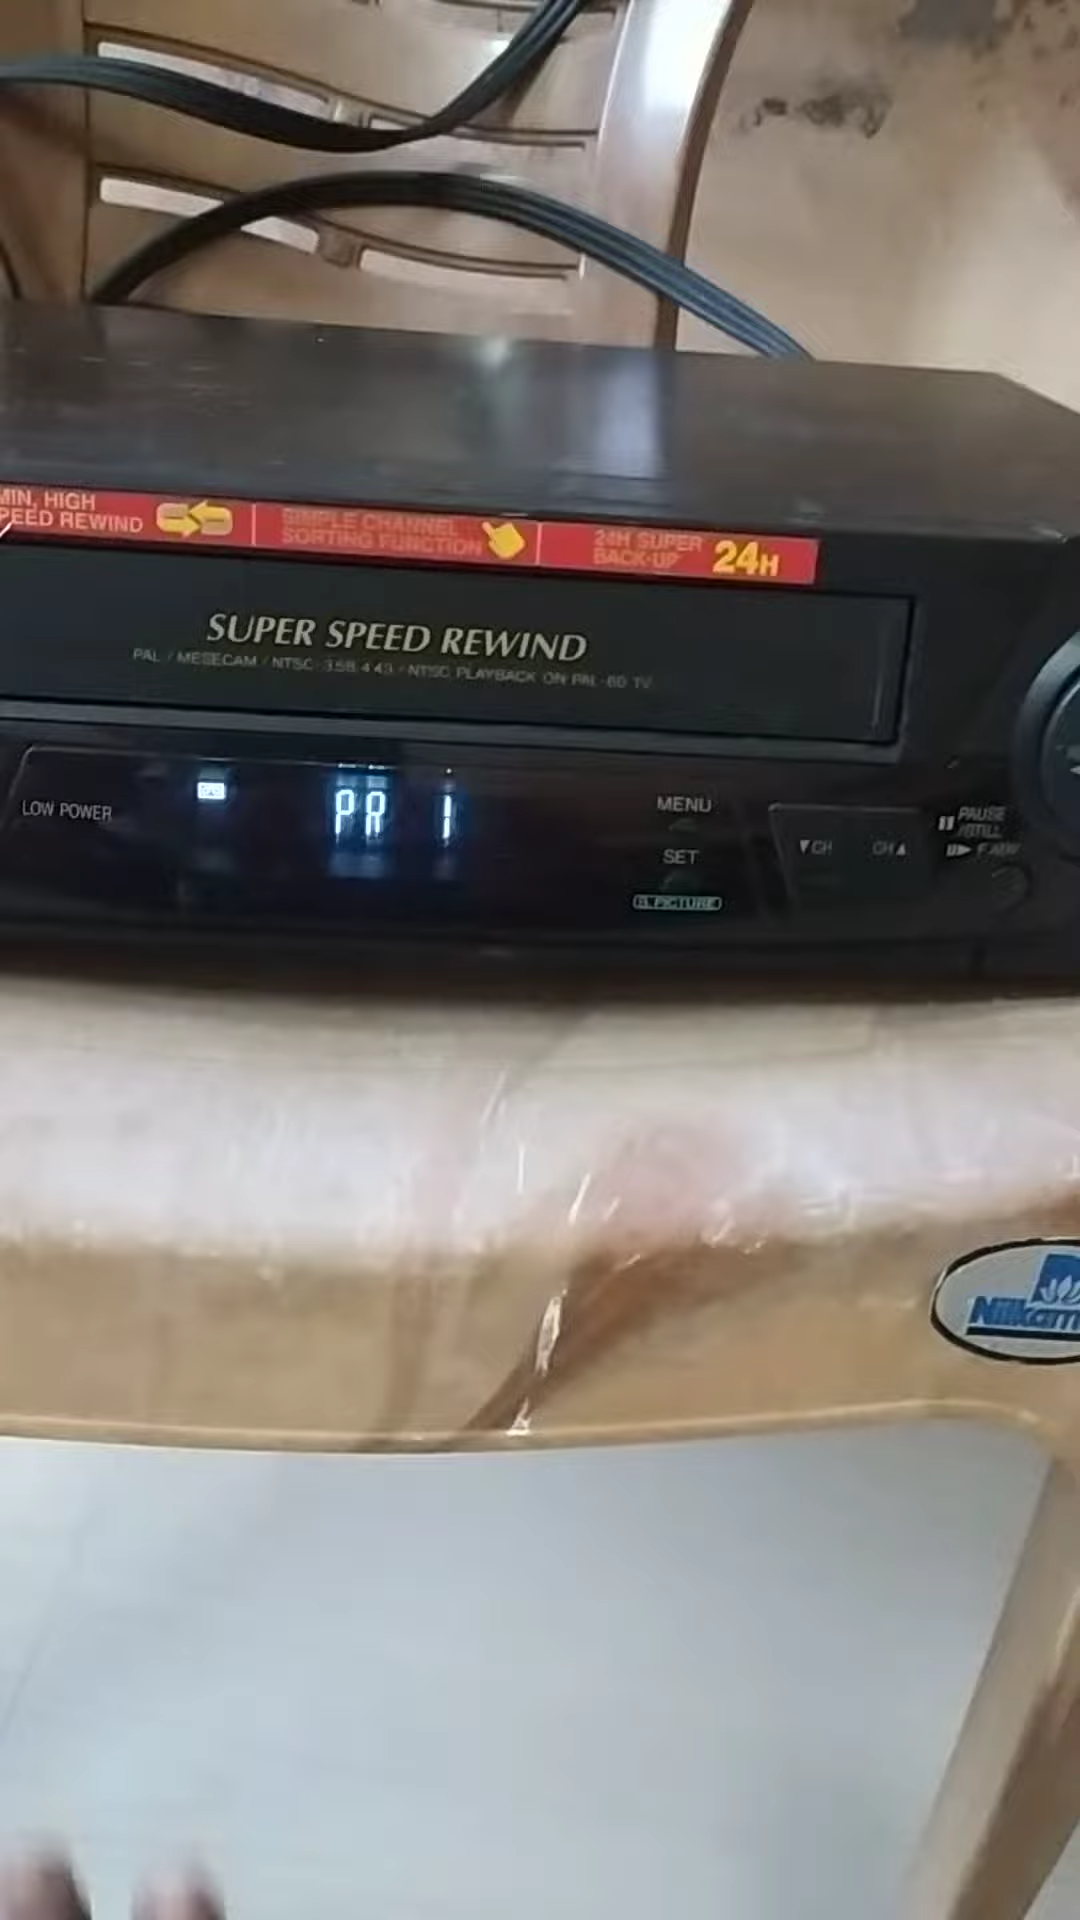 MIN, HIGH
PEED REWIND
SIMPLE CHANNEL
SORTING FUNCTION
24H SUPER
BACK-UP
24H
SUPER SPEED REWIND
PAL / MESECAM / NTSC 3.58 4.43 / NTSC PLAYBACK ON PAL 60 TV
LOW POWER
PR 1
MENU
SET
▼CH
CH▲
PAUSE
/STILL
F.ADV
Nilkam